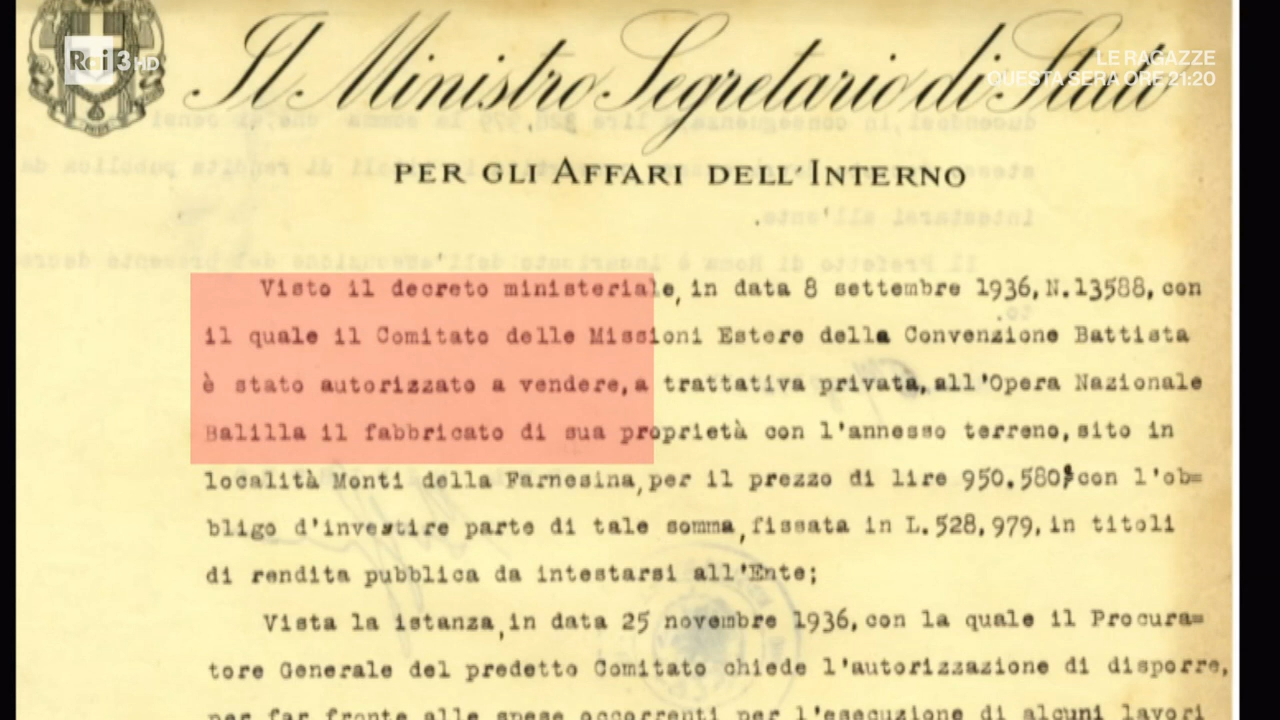 Rai 3 HD
LE RAGAZZE
QUESTA SERA ORE 21:20
Il Ministro Segretario di Stato
PER GLI AFFARI DELL'INTERNO
Visto il decreto ministeriale, in data 8 settembre 1936, N.13588, con
il quale il Comitato delle Missioni Estere della Convenzione Battista
è stato autorizzato a vendere, a trattativa privata, all'Opera Nazionale
Balilla il fabbricato di sua proprietà con l'annesso terreno, sito in
località Monti della Farnesina, per il prezzo di lire 950.580, con l'ob=
bligo d'investire parte di tale somma, fissata in L.528,979, in titoli
di rendita pubblica da intestarsi all'Ente;
Vista la istanza, in data 25 novembre 1936, con la quale il Procura=
tore Generale del predetto Comitato chiede l'autorizzazione di disporre,
per far fronte alle spese occorrenti per l'esecuzione di alcuni lavori